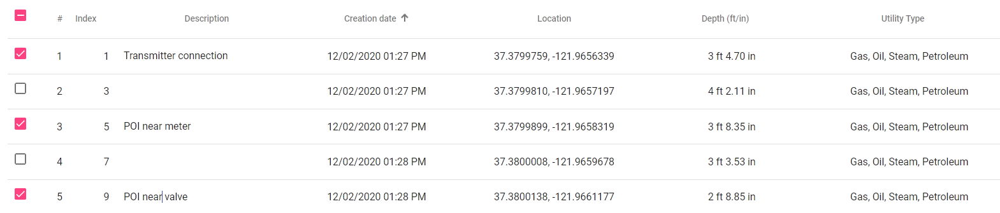 # Index Description Creation date Location Depth (ft/in) Utility Type
1 1 Transmitter connection 12/02/2020 01:27 PM 37.3799759, -121.9656339 3 ft 4.70 in Gas, Oil, Steam, Petroleum
2 3 12/02/2020 01:27 PM 37.3799810, -121.9657197 4 ft 2.11 in Gas, Oil, Steam, Petroleum
3 5 POI near meter 12/02/2020 01:27 PM 37.3799899, -121.9658319 3 ft 8.35 in Gas, Oil, Steam, Petroleum
4 7 12/02/2020 01:28 PM 37.3800008, -121.9659678 3 ft 3.53 in Gas, Oil, Steam, Petroleum
5 9 POI near valve 12/02/2020 01:28 PM 37.3800138, -121.9661177 2 ft 8.85 in Gas, Oil, Steam, Petroleum